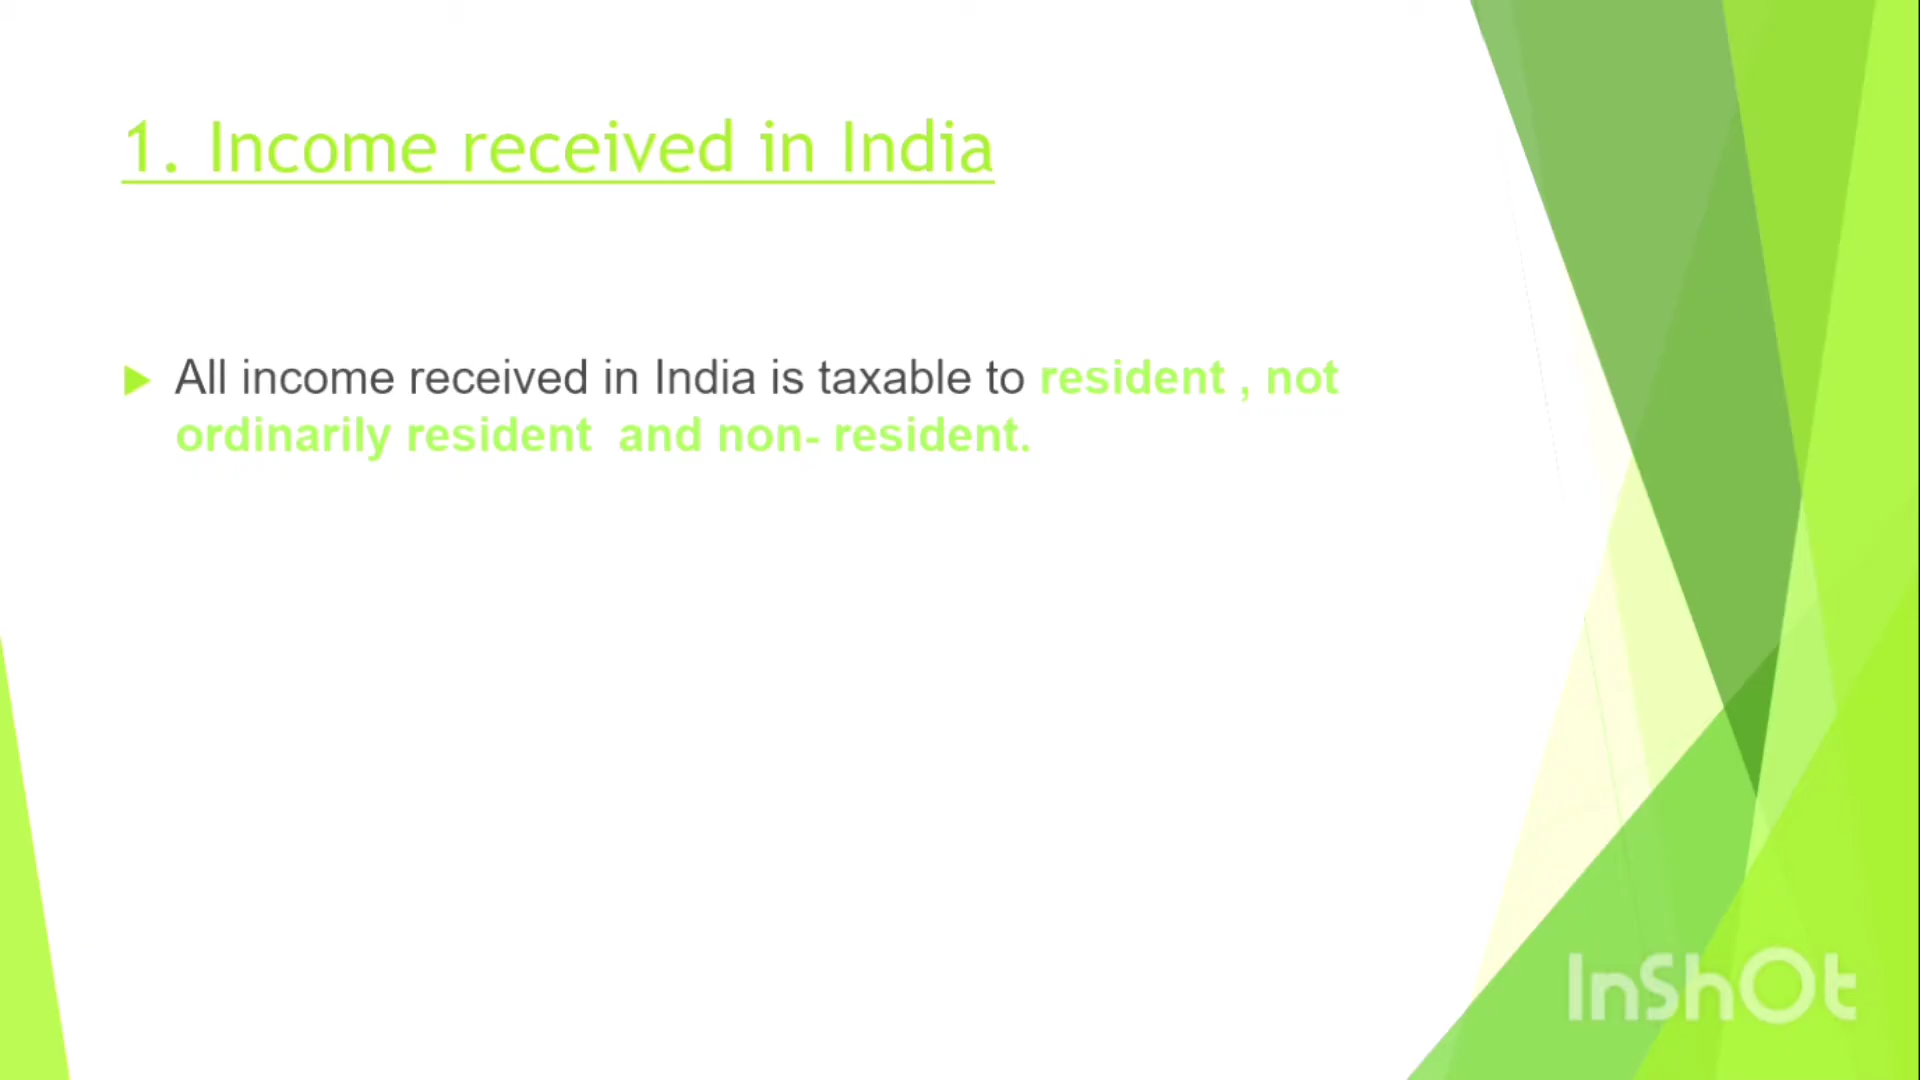 1. Income received in India
All income received in India is taxable to resident , not
ordinarily resident  and non- resident.
InShOt